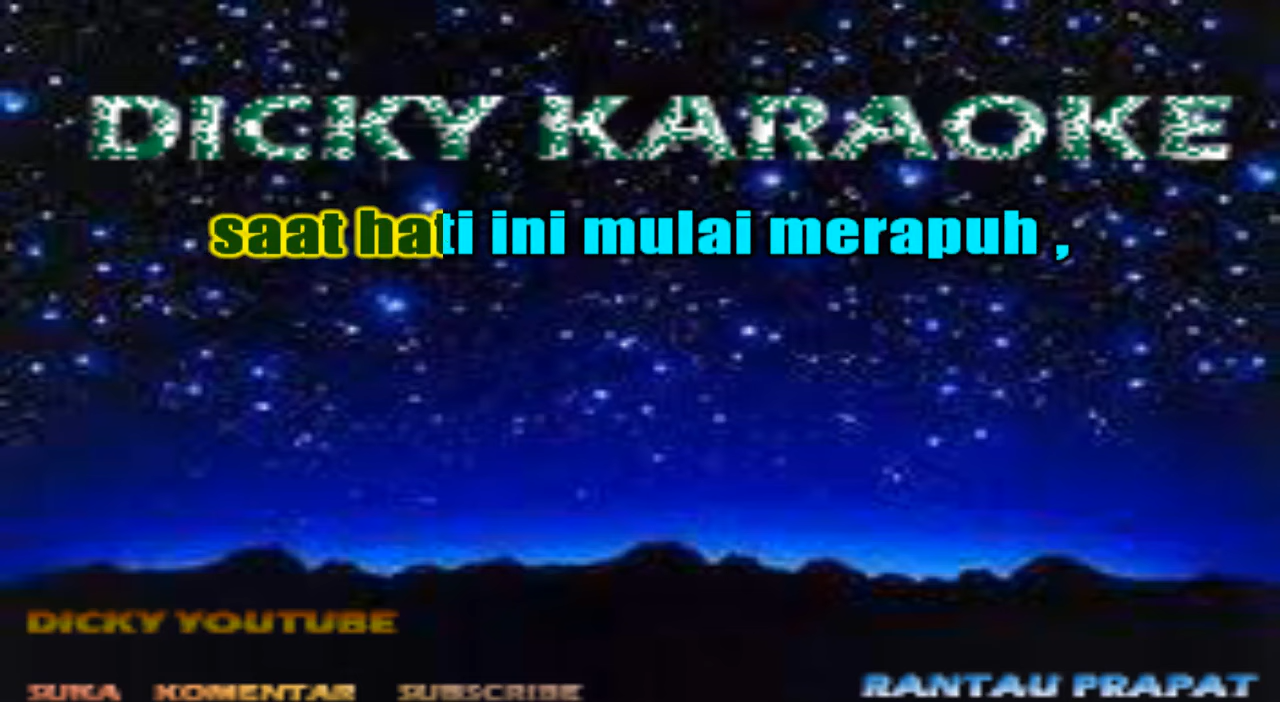 DICKY KARAOKE
saat hati ini mulai merapuh ,
DICKY YOUTUBE
SUKA KOMENTAR SUBSCRIBE
RANTAU PRAPAT